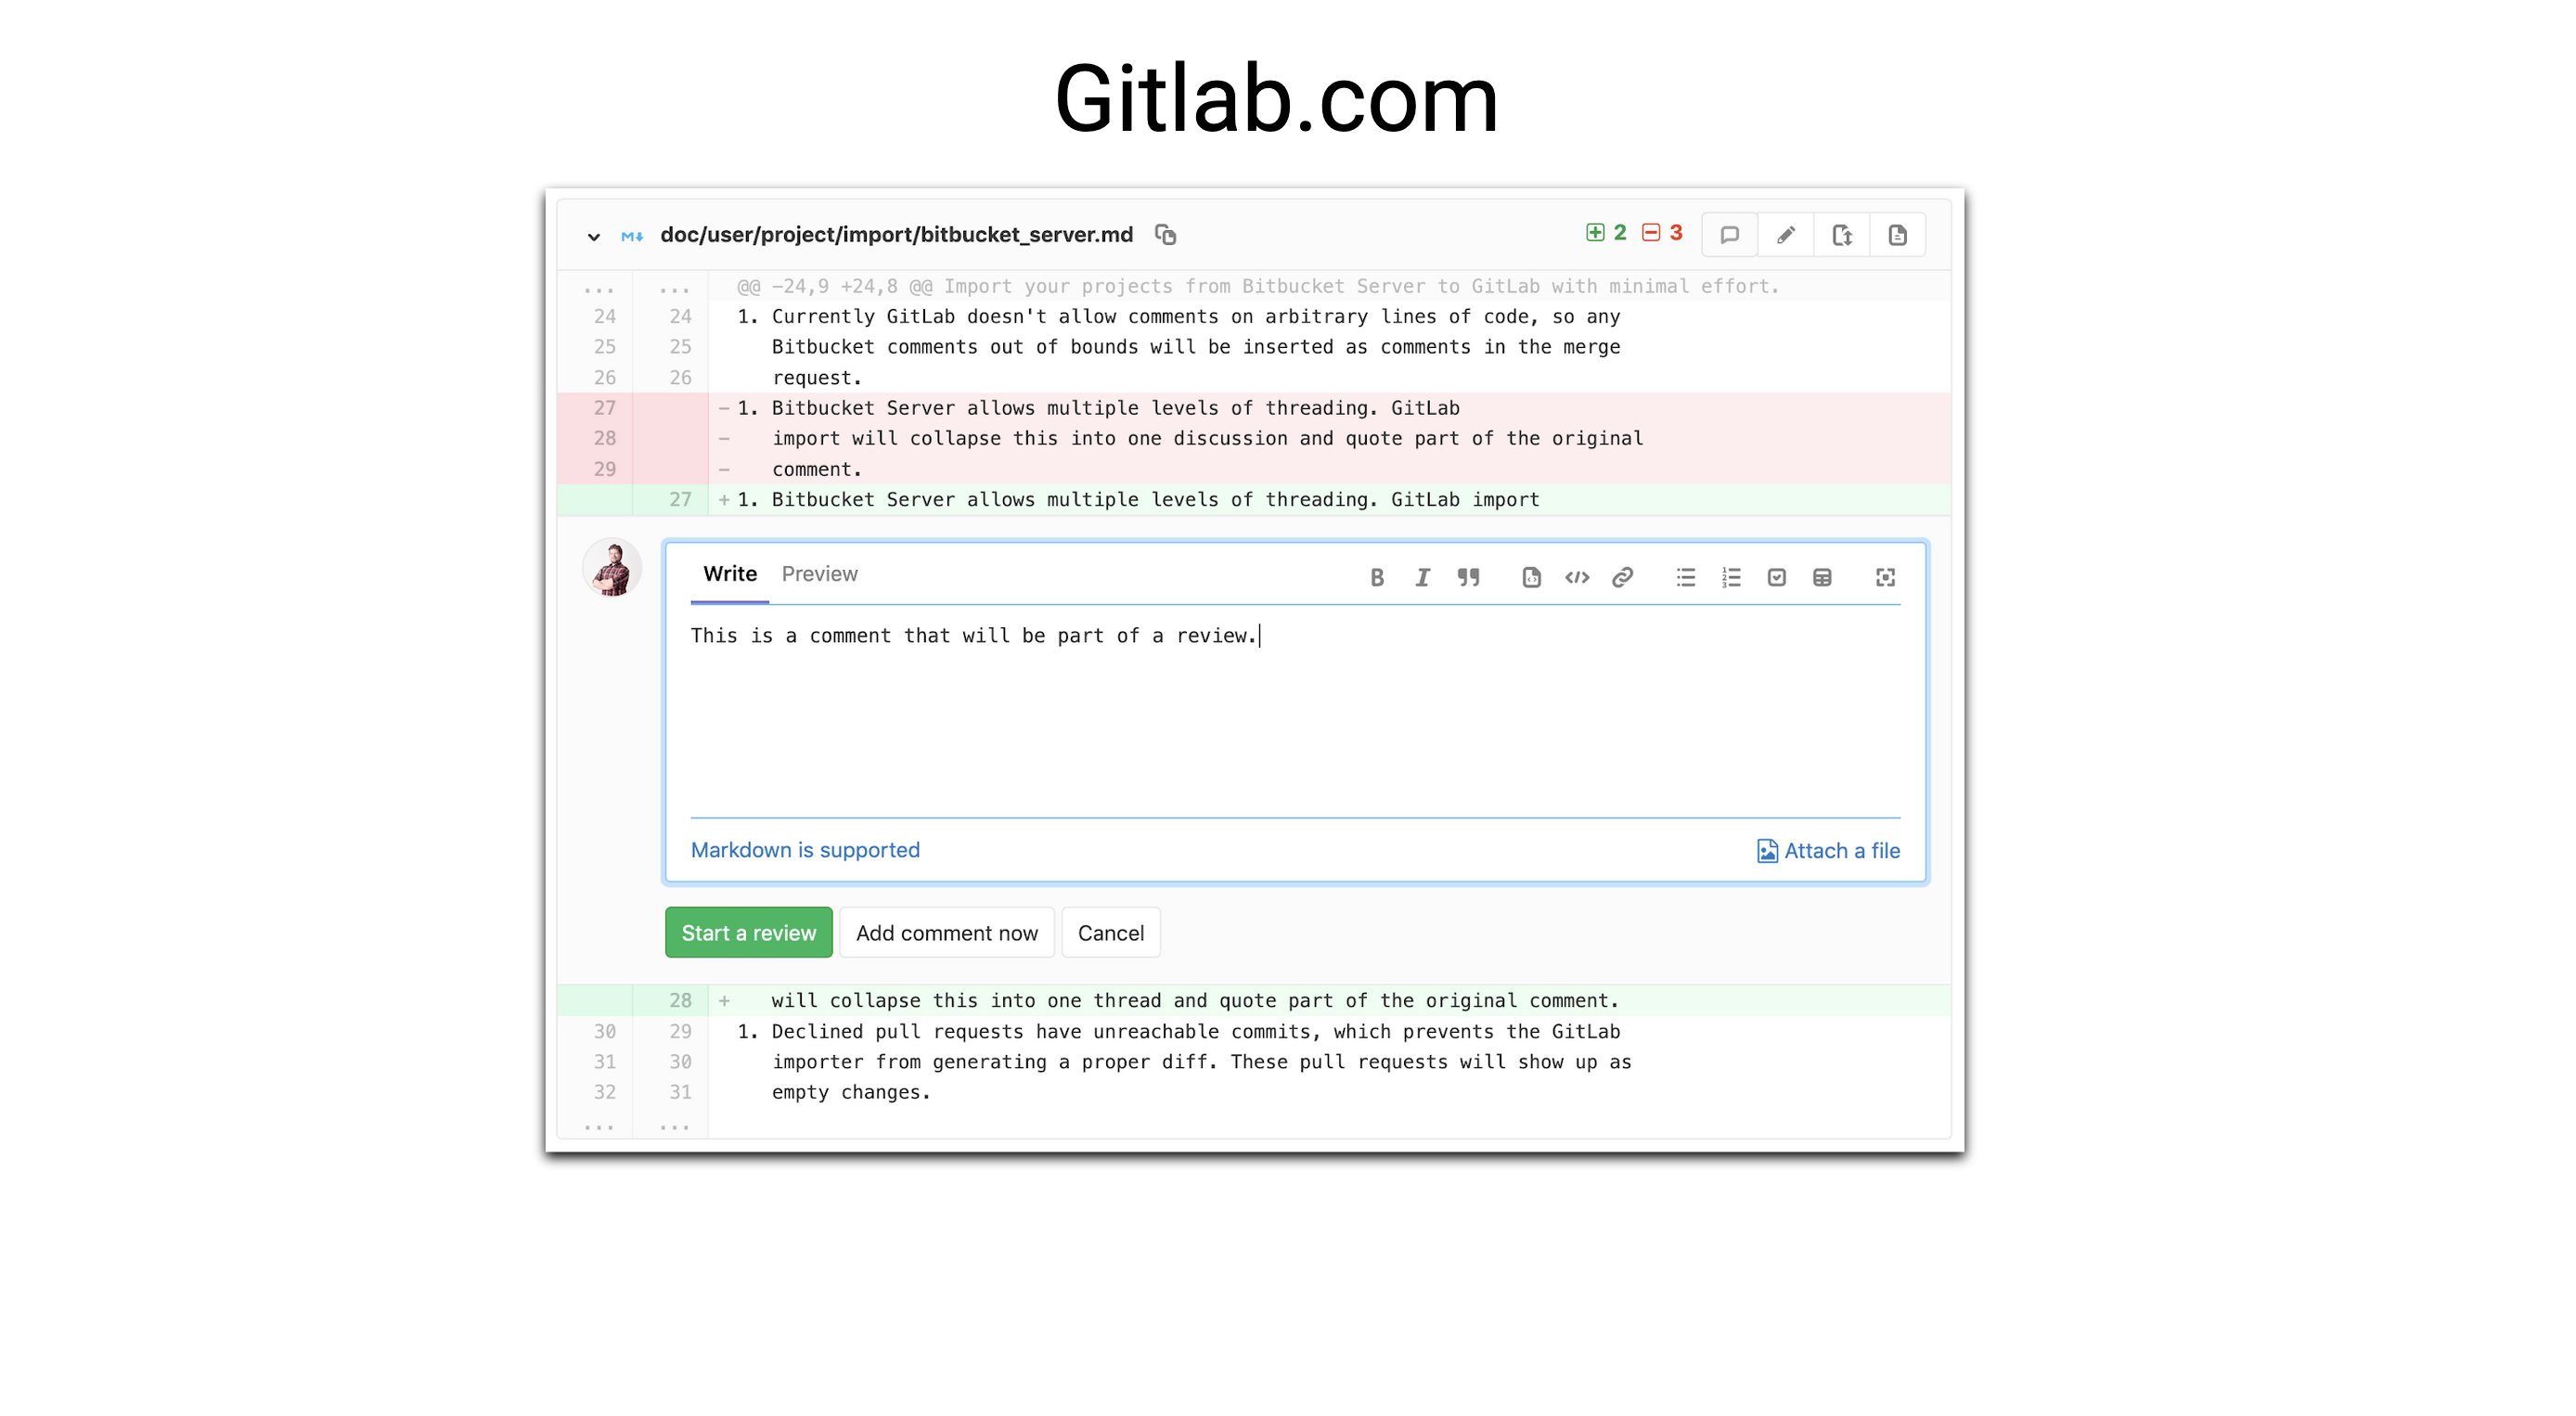 Gitlab.com
doc/user/project/import/bitbucket_server.md 2 3
... ... @@ -24,9 +24,8 @@ Import your projects from Bitbucket Server to GitLab with minimal effort.
24 24 1. Currently GitLab doesn't allow comments on arbitrary lines of code, so any
25 25 Bitbucket comments out of bounds will be inserted as comments in the merge
26 26 request.
27 - 1. Bitbucket Server allows multiple levels of threading. GitLab
28 - import will collapse this into one discussion and quote part of the original
29 - comment.
27 + 1. Bitbucket Server allows multiple levels of threading. GitLab import
Write Preview
This is a comment that will be part of a review.
Markdown is supported Attach a file
Start a review Add comment now Cancel
28 + will collapse this into one thread and quote part of the original comment.
30 29 1. Declined pull requests have unreachable commits, which prevents the GitLab
31 30 importer from generating a proper diff. These pull requests will show up as
32 31 empty changes.
... ...